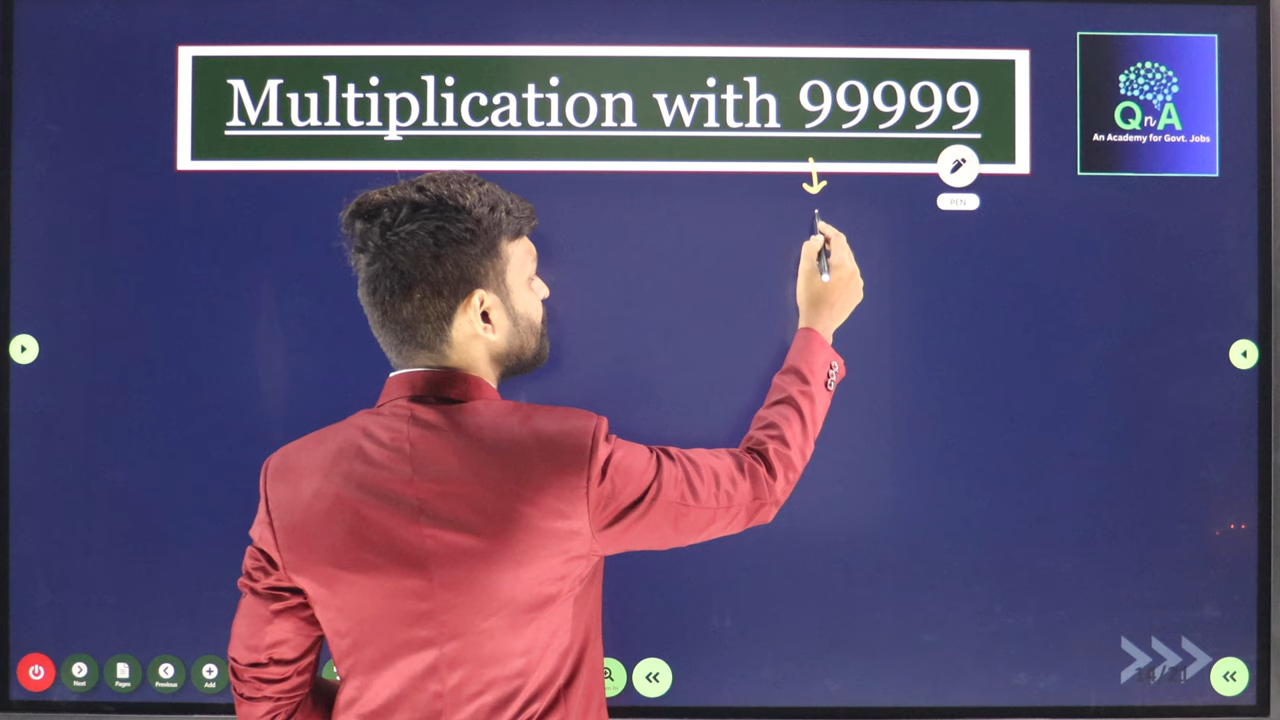 Multiplication with 99999
QnA
An Academy for Govt. Jobs
PEN
Next
Pages
Previous
Add